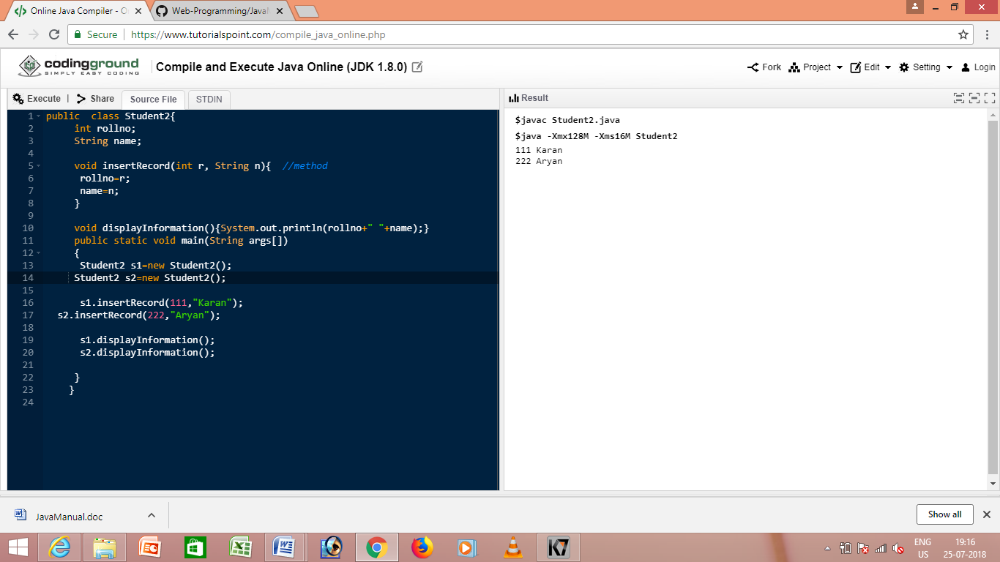 Online Java Compiler - O
Web-Programming/JavaM
Secure
https://www.tutorialspoint.com/compile_java_online.php
codingground
SIMPLY EASY CODING
Compile and Execute Java Online (JDK 1.8.0)
Fork Project Edit Setting Login
Execute | Share Source File STDIN
Result
1 public  class Student2{
2 int rollno;
3 String name;
4
5 void insertRecord(int r, String n){  //method
6 rollno=r;
7 name=n;
8 }
9
10 void displayInformation(){System.out.println(rollno+" "+name);}
11 public static void main(String args[])
12 {
13 Student2 s1=new Student2();
14 Student2 s2=new Student2();
15
16 s1.insertRecord(111,"Karan");
17 s2.insertRecord(222,"Aryan");
18
19 s1.displayInformation();
20 s2.displayInformation();
21
22 }
23 }
24
$javac Student2.java
$java -Xmx128M -Xms16M Student2
111 Karan
222 Aryan
JavaManual.doc
Show all
K7
ENG
US
19:16
25-07-2018